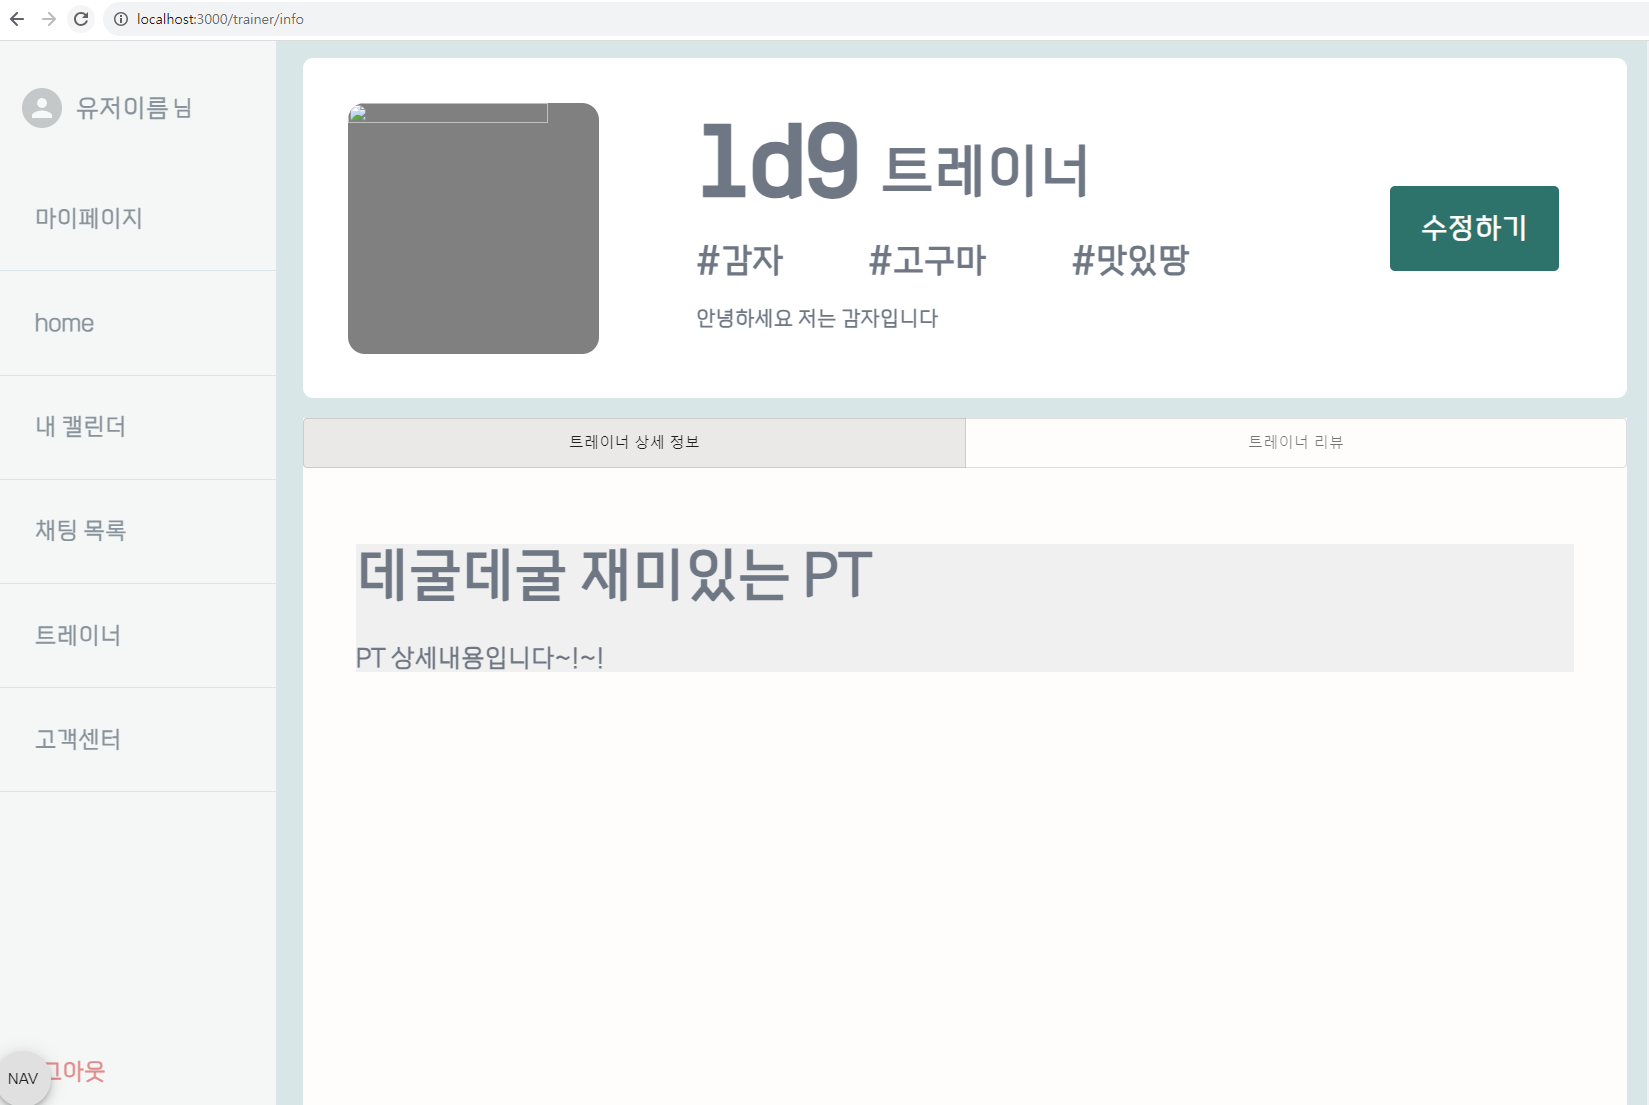 localhost:3000/trainer/info
유저이름 님
마이페이지
home
내 캘린더
채팅 목록
트레이너
고객센터
그아웃
NAV
1d9 트레이너
#감자 #고구마 #맛있땅
안녕하세요 저는 감자입니다
수정하기
트레이너 상세 정보 트레이너 리뷰
데굴데굴 재미있는 PT
PT 상세내용입니다~!~!